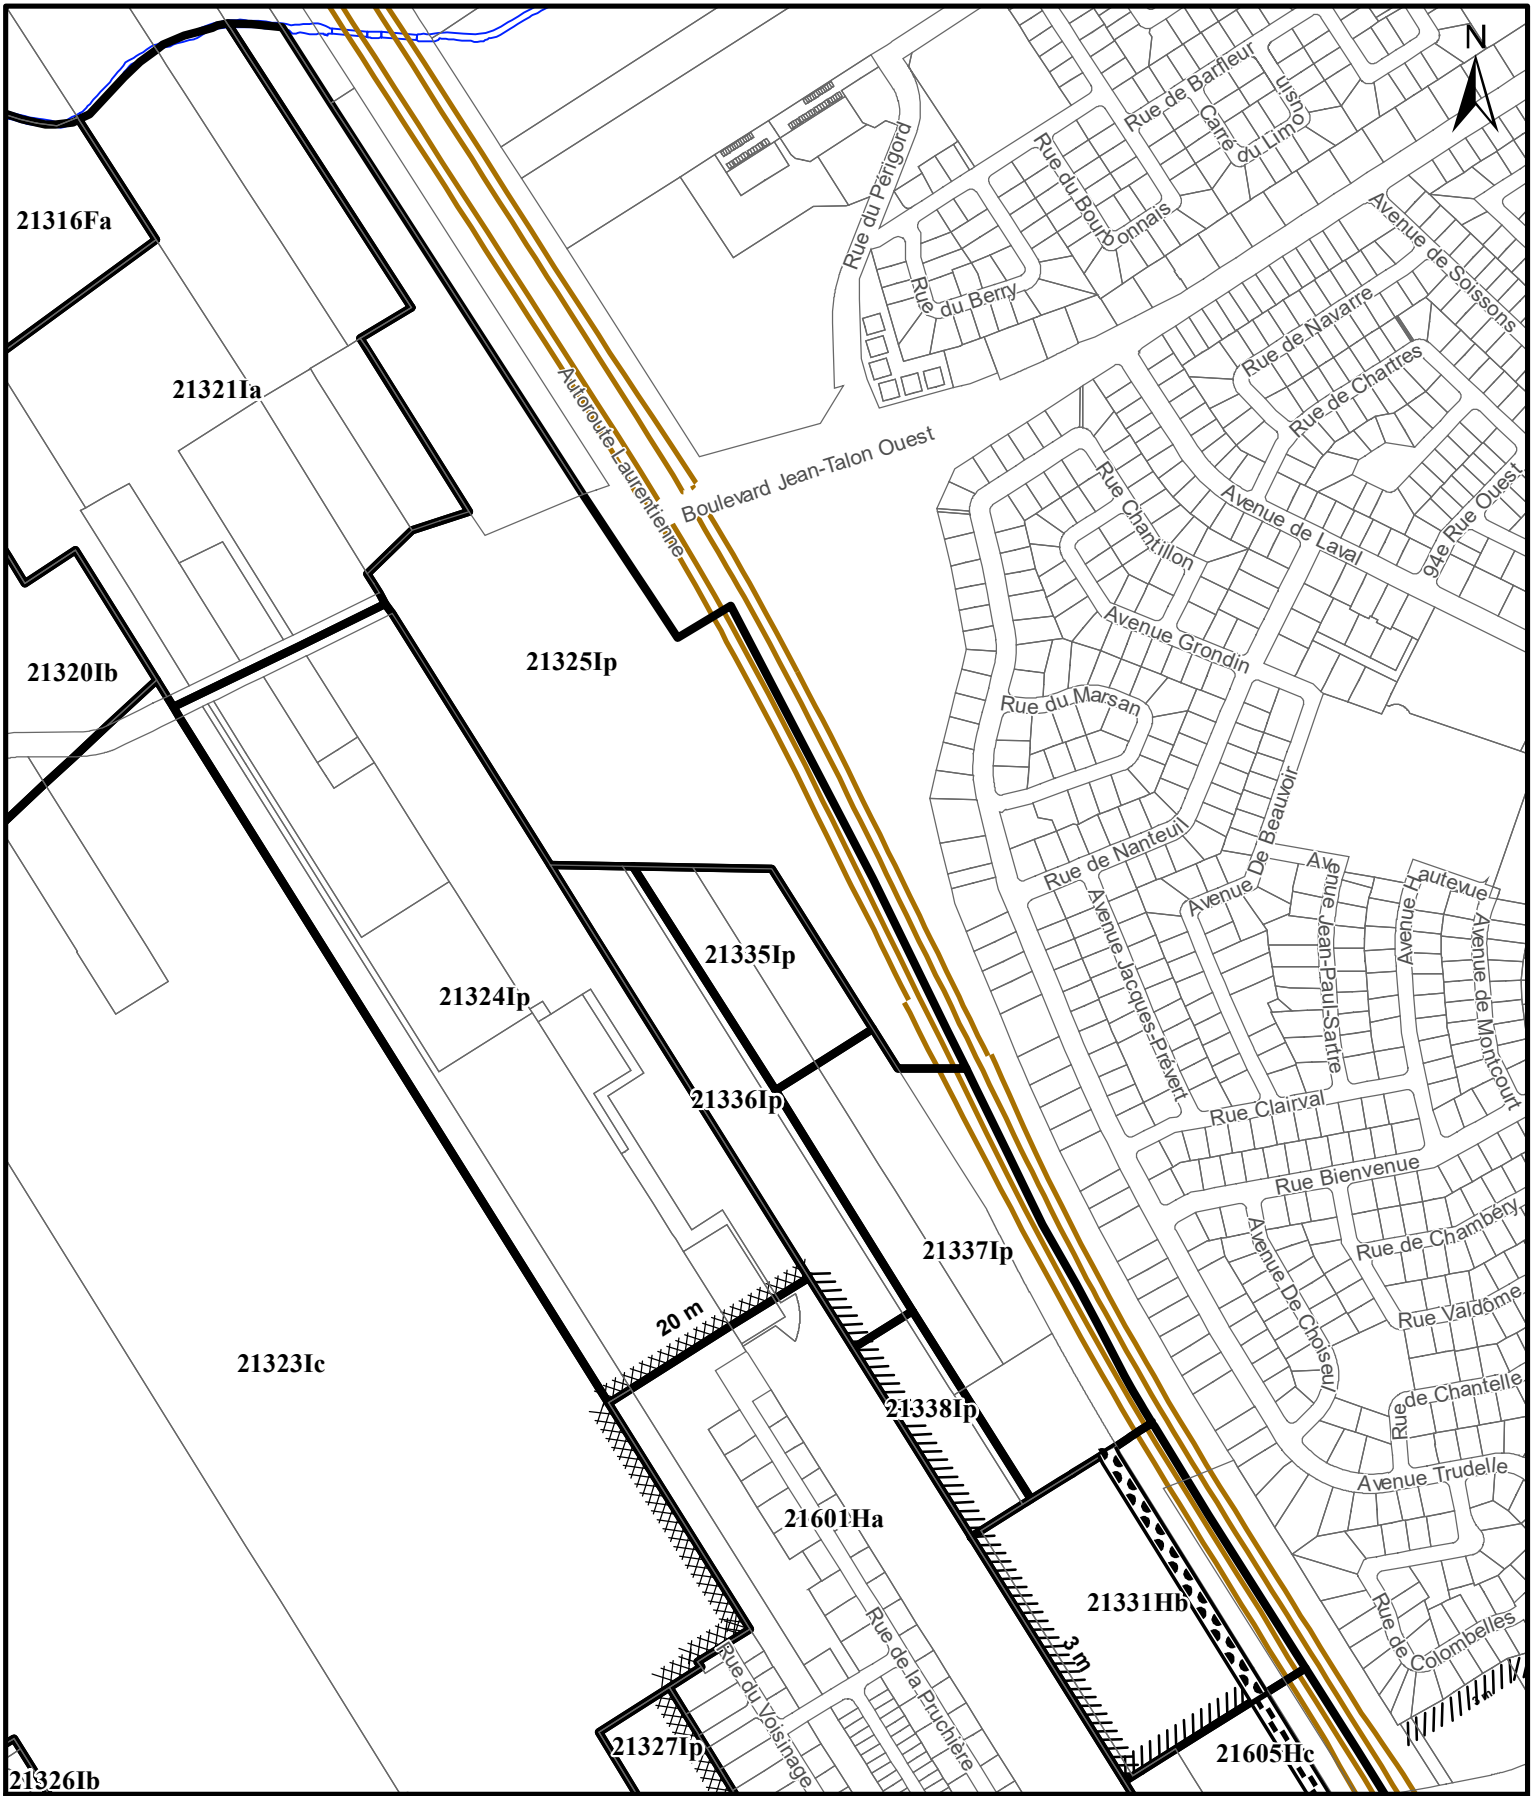 N
Rue de Barfleur
Carré du Limousin
Rue du Périgord
Rue du Bourbonnais
21316Fa
Avenue de Soissons
Rue du Berry
Rue de Navarre
Rue de Chartres
21321Ia
Autoroute Laurentienne
Boulevard Jean-Talon Ouest
Rue Chantillon
Avenue de Laval
94e Rue Ouest
Avenue Grondin
21325Ip
21320Ib
Rue du Marsan
Avenue De Beauvoir
Rue de Nanteuil
Avenue Jean-Paul-Sartre
Avenue Hautevue
Avenue Jacques-Prévert
Avenue de Montcourt
21335Ip
21324Ip
21336Ip
Rue Clairval
Rue Bienvenue
Rue de Chambéry
21337Ip
Avenue De Choiseul
Rue Valdôme
20 m
21323Ic
Rue de Chantelle
21338Ip
Avenue Trudelle
21601Ha
21331Hb
Rue de Colombelles
3 m
Rue de la Pruchière
Rue du Voisinage
3 m
21327Ip
21605Hc
21326Ib